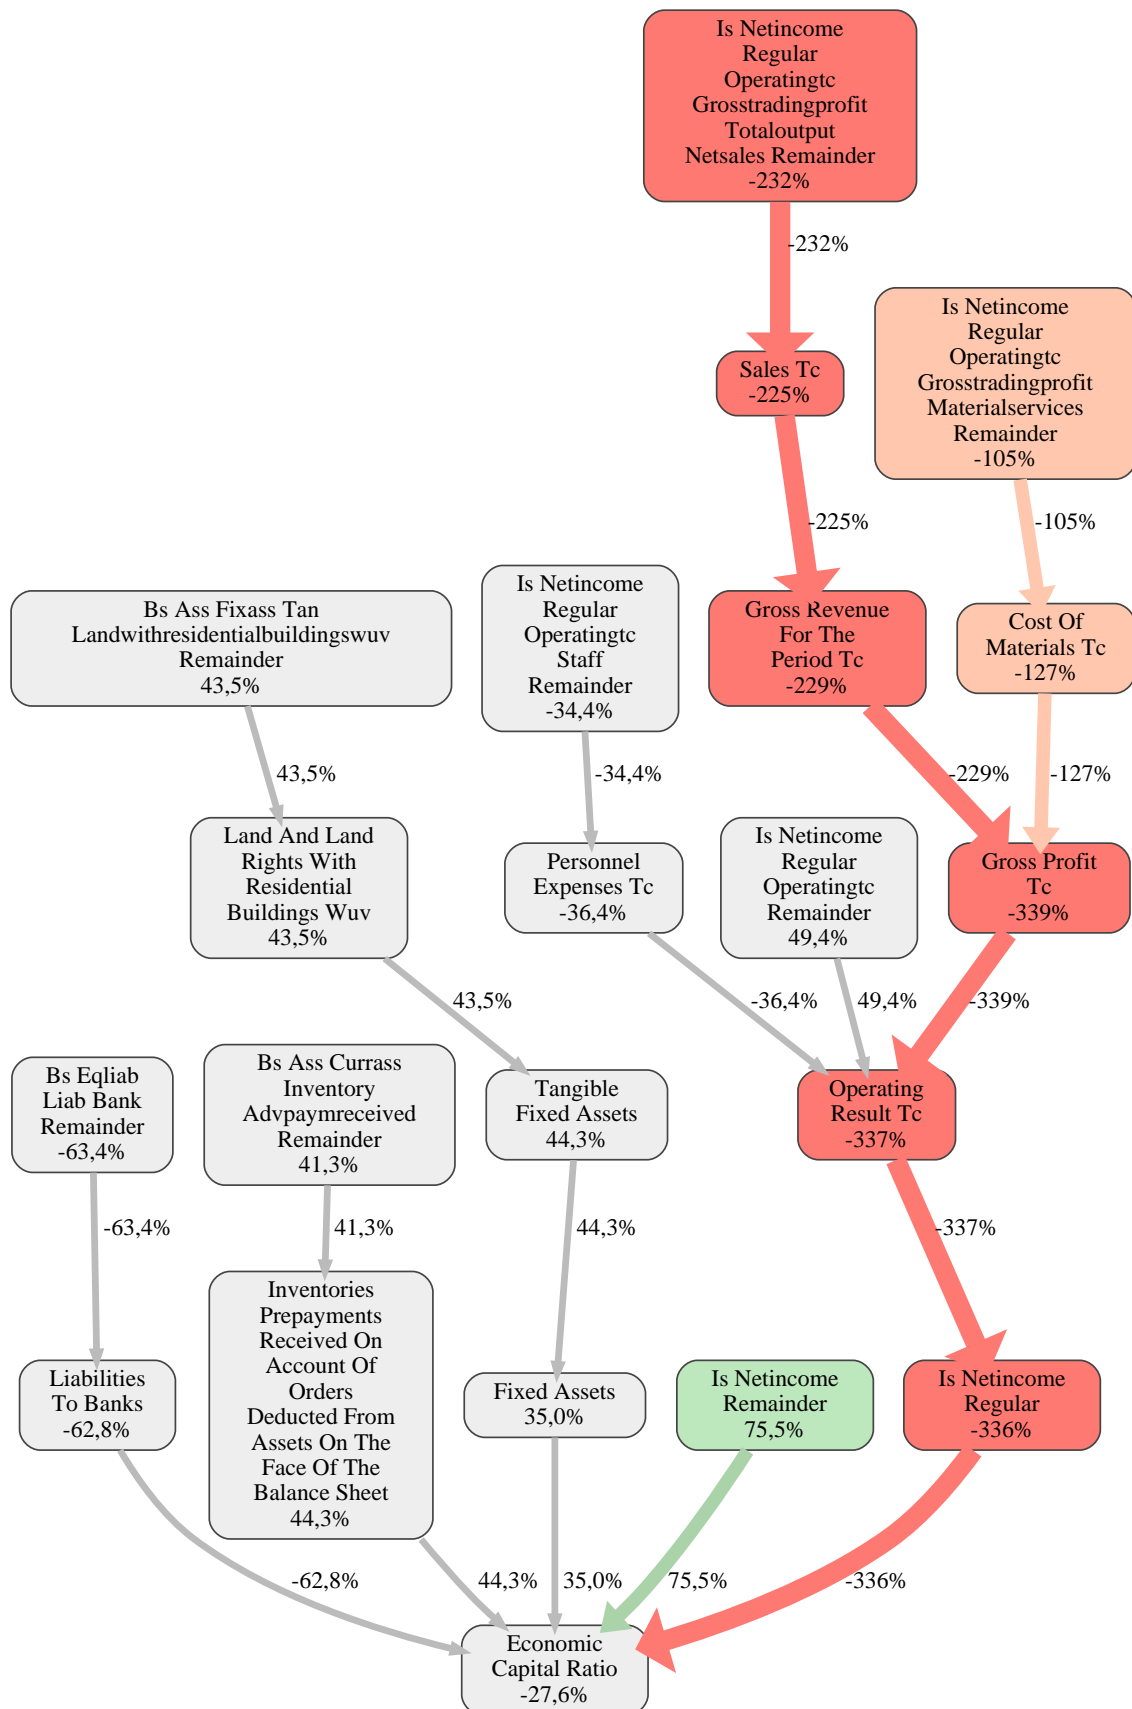 Is Netincome
Regular
Operatingtc
Grosstradingprofit
Totaloutput
Netsales Remainder
-232%
-232%
Is Netincome
Regular
Operatingtc
Grosstradingprofit
Materialservices
Remainder
-105%
Sales Tc
-225%
-225%
-105%
Bs Ass Fixass Tan
Landwithresidentialbuildingswuv
Remainder
43,5%
Is Netincome
Regular
Operatingtc
Staff
Remainder
-34,4%
Gross Revenue
For The
Period Tc
-229%
Cost Of
Materials Tc
-127%
43,5%
-34,4%
-229%
-127%
Land And Land
Rights With
Residential
Buildings Wuv
43,5%
Personnel
Expenses Tc
-36,4%
Is Netincome
Regular
Operatingtc
Remainder
49,4%
Gross Profit
Tc
-339%
43,5%
-36,4%
49,4%
-339%
Bs Eqliab
Liab Bank
Remainder
-63,4%
Bs Ass Currass
Inventory
Advpaymreceived
Remainder
41,3%
Tangible
Fixed Assets
44,3%
Operating
Result Tc
-337%
-63,4%
41,3%
44,3%
-337%
Liabilities
To Banks
-62,8%
Inventories
Prepayments
Received On
Account Of
Orders
Deducted From
Assets On The
Face Of The
Balance Sheet
44,3%
Fixed Assets
35,0%
Is Netincome
Remainder
75,5%
Is Netincome
Regular
-336%
-62,8%
44,3%
35,0%
75,5%
-336%
Economic
Capital Ratio
-27,6%